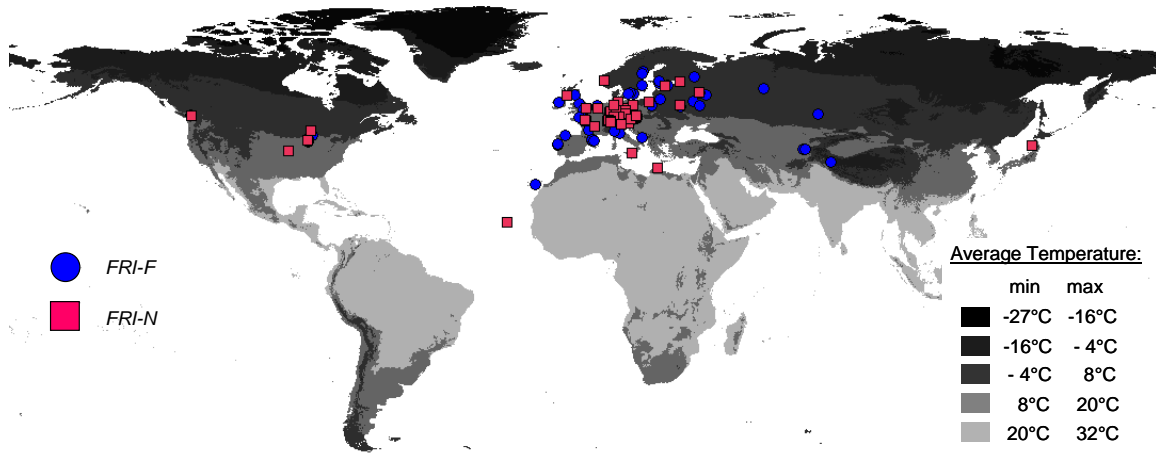 FRI-F
FRI-N
Average Temperature:
min max
-27°C -16°C
-16°C - 4°C
- 4°C 8°C
8°C 20°C
20°C 32°C